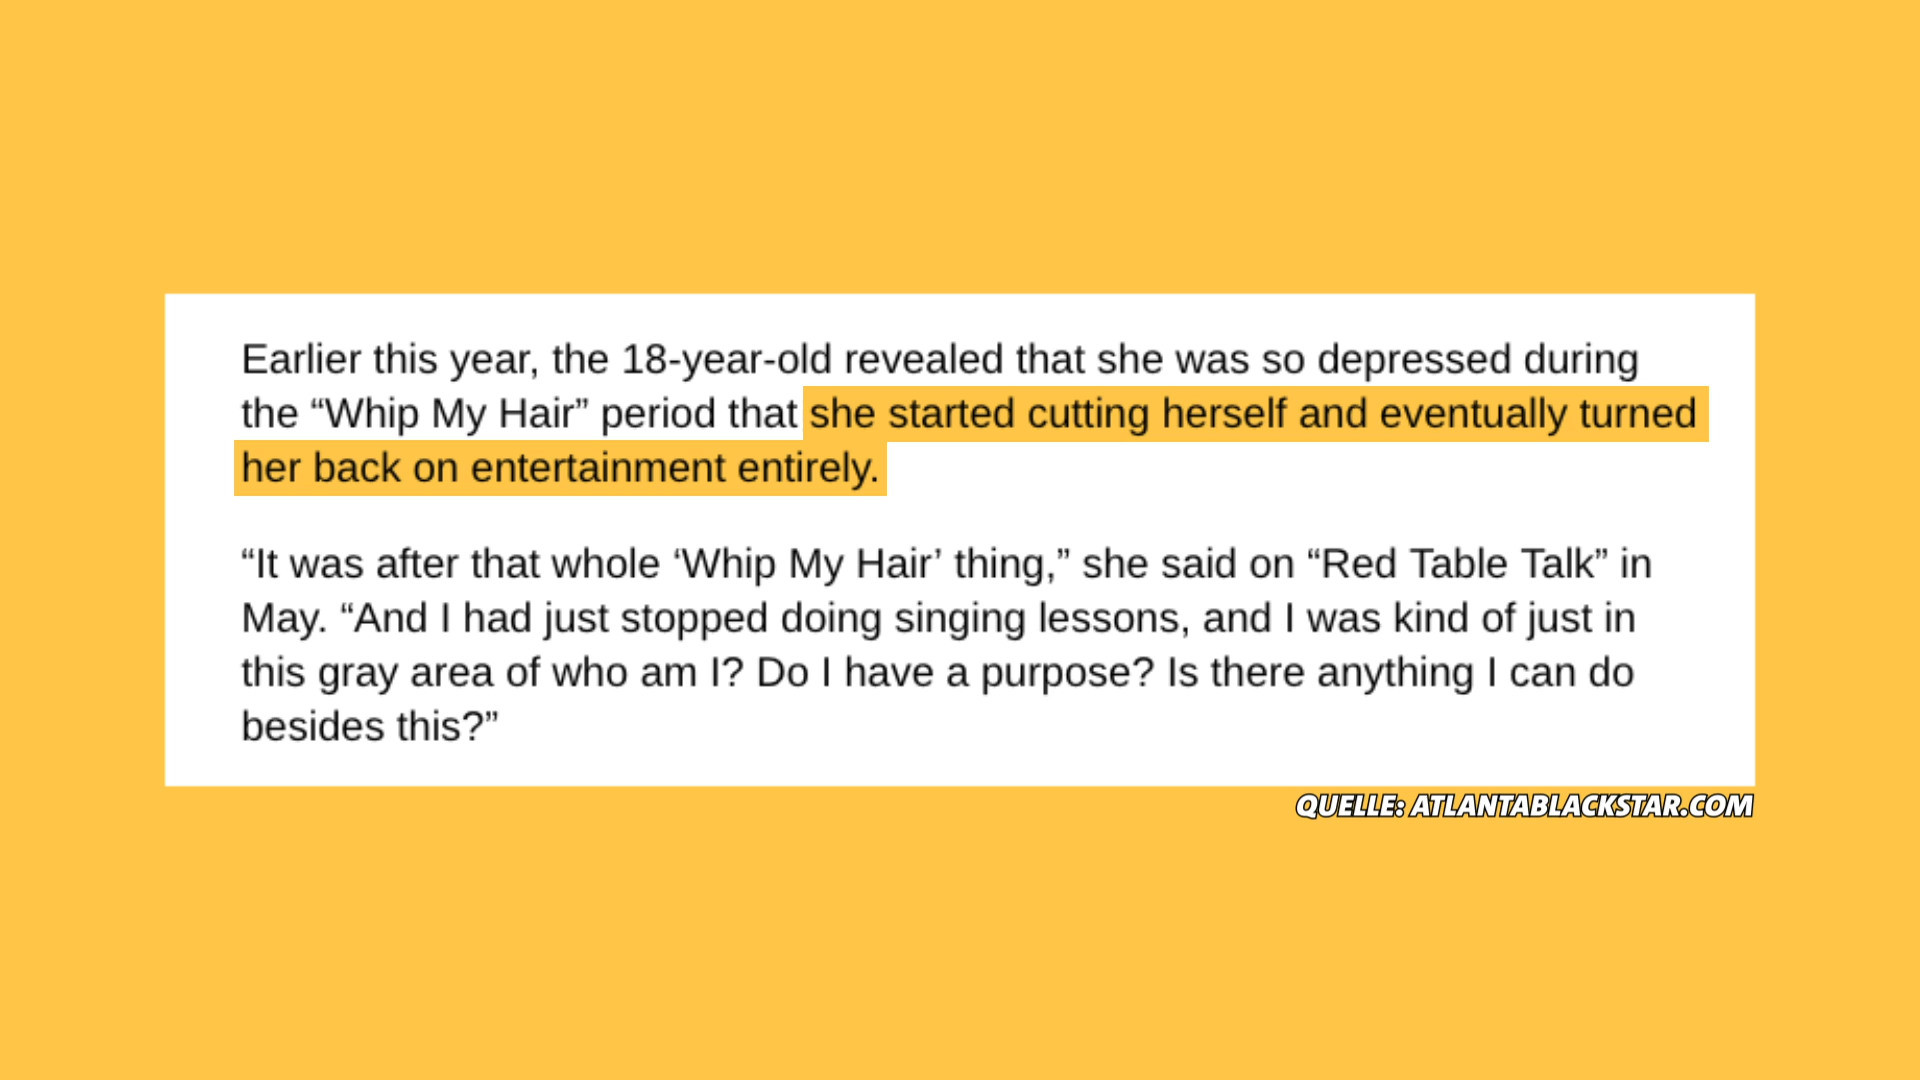 Earlier this year, the 18-year-old revealed that she was so depressed during
the “Whip My Hair” period that she started cutting herself and eventually turned
her back on entertainment entirely.
“It was after that whole ‘Whip My Hair’ thing,” she said on “Red Table Talk” in
May. “And I had just stopped doing singing lessons, and I was kind of just in
this gray area of who am I? Do I have a purpose? Is there anything I can do
besides this?”
QUELLE: ATLANTABLACKSTAR.COM